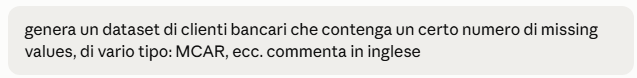 genera un dataset di clienti bancari che contenga un certo numero di missing
values, di vario tipo: MCAR, ecc. commenta in inglese